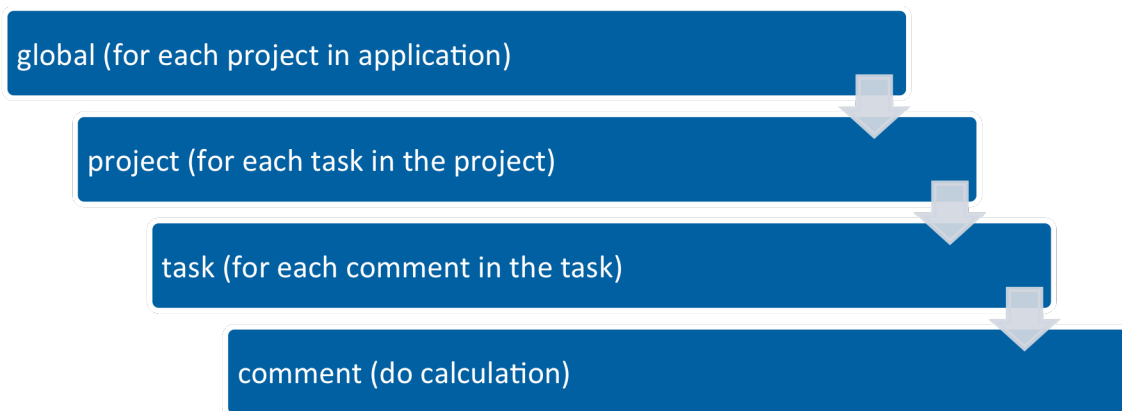 global (for each project in application)
project (for each task in the project)
task (for each comment in the task)
comment (do calculation)